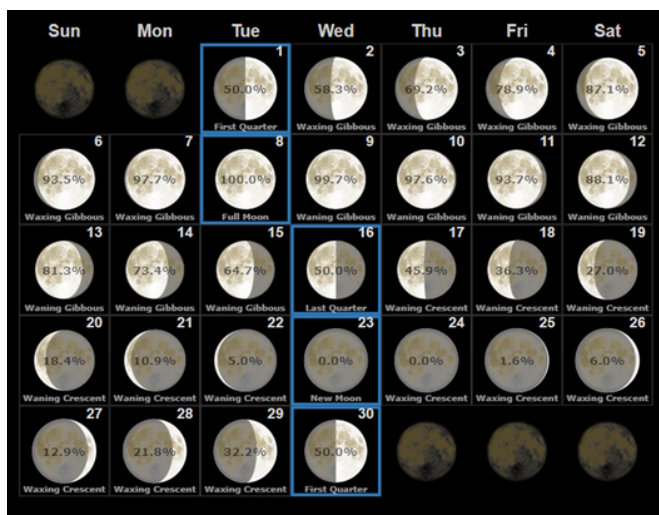 Sun Mon Tue Wed Thu Fri Sat
1 2 3 4 5
50.0% 58.3% 69.2% 78.9% 87.1%
First Quarter Waxing Gibbous Waxing Gibbous Waxing Gibbous Waxing Gibbous
6 7 8 9 10 11 12
93.5% 97.7% 100.0% 99.7% 97.6% 93.7% 88.1%
Waxing Gibbous Waxing Gibbous Full Moon Waning Gibbous Waning Gibbous Waning Gibbous Waning Gibbous
13 14 15 16 17 18 19
81.3% 73.4% 64.7% 50.0% 45.9% 36.3% 27.0%
Waning Gibbous Waning Gibbous Waning Gibbous Last Quarter Waning Crescent Waning Crescent Waning Crescent
20 21 22 23 24 25 26
18.4% 10.9% 5.0% 0.0% 0.0% 1.6% 6.0%
Waning Crescent Waning Crescent Waning Crescent New Moon Waxing Crescent Waxing Crescent Waxing Crescent
27 28 29 30
12.9% 21.8% 32.2% 50.0%
Waxing Crescent Waxing Crescent Waxing Crescent First Quarter